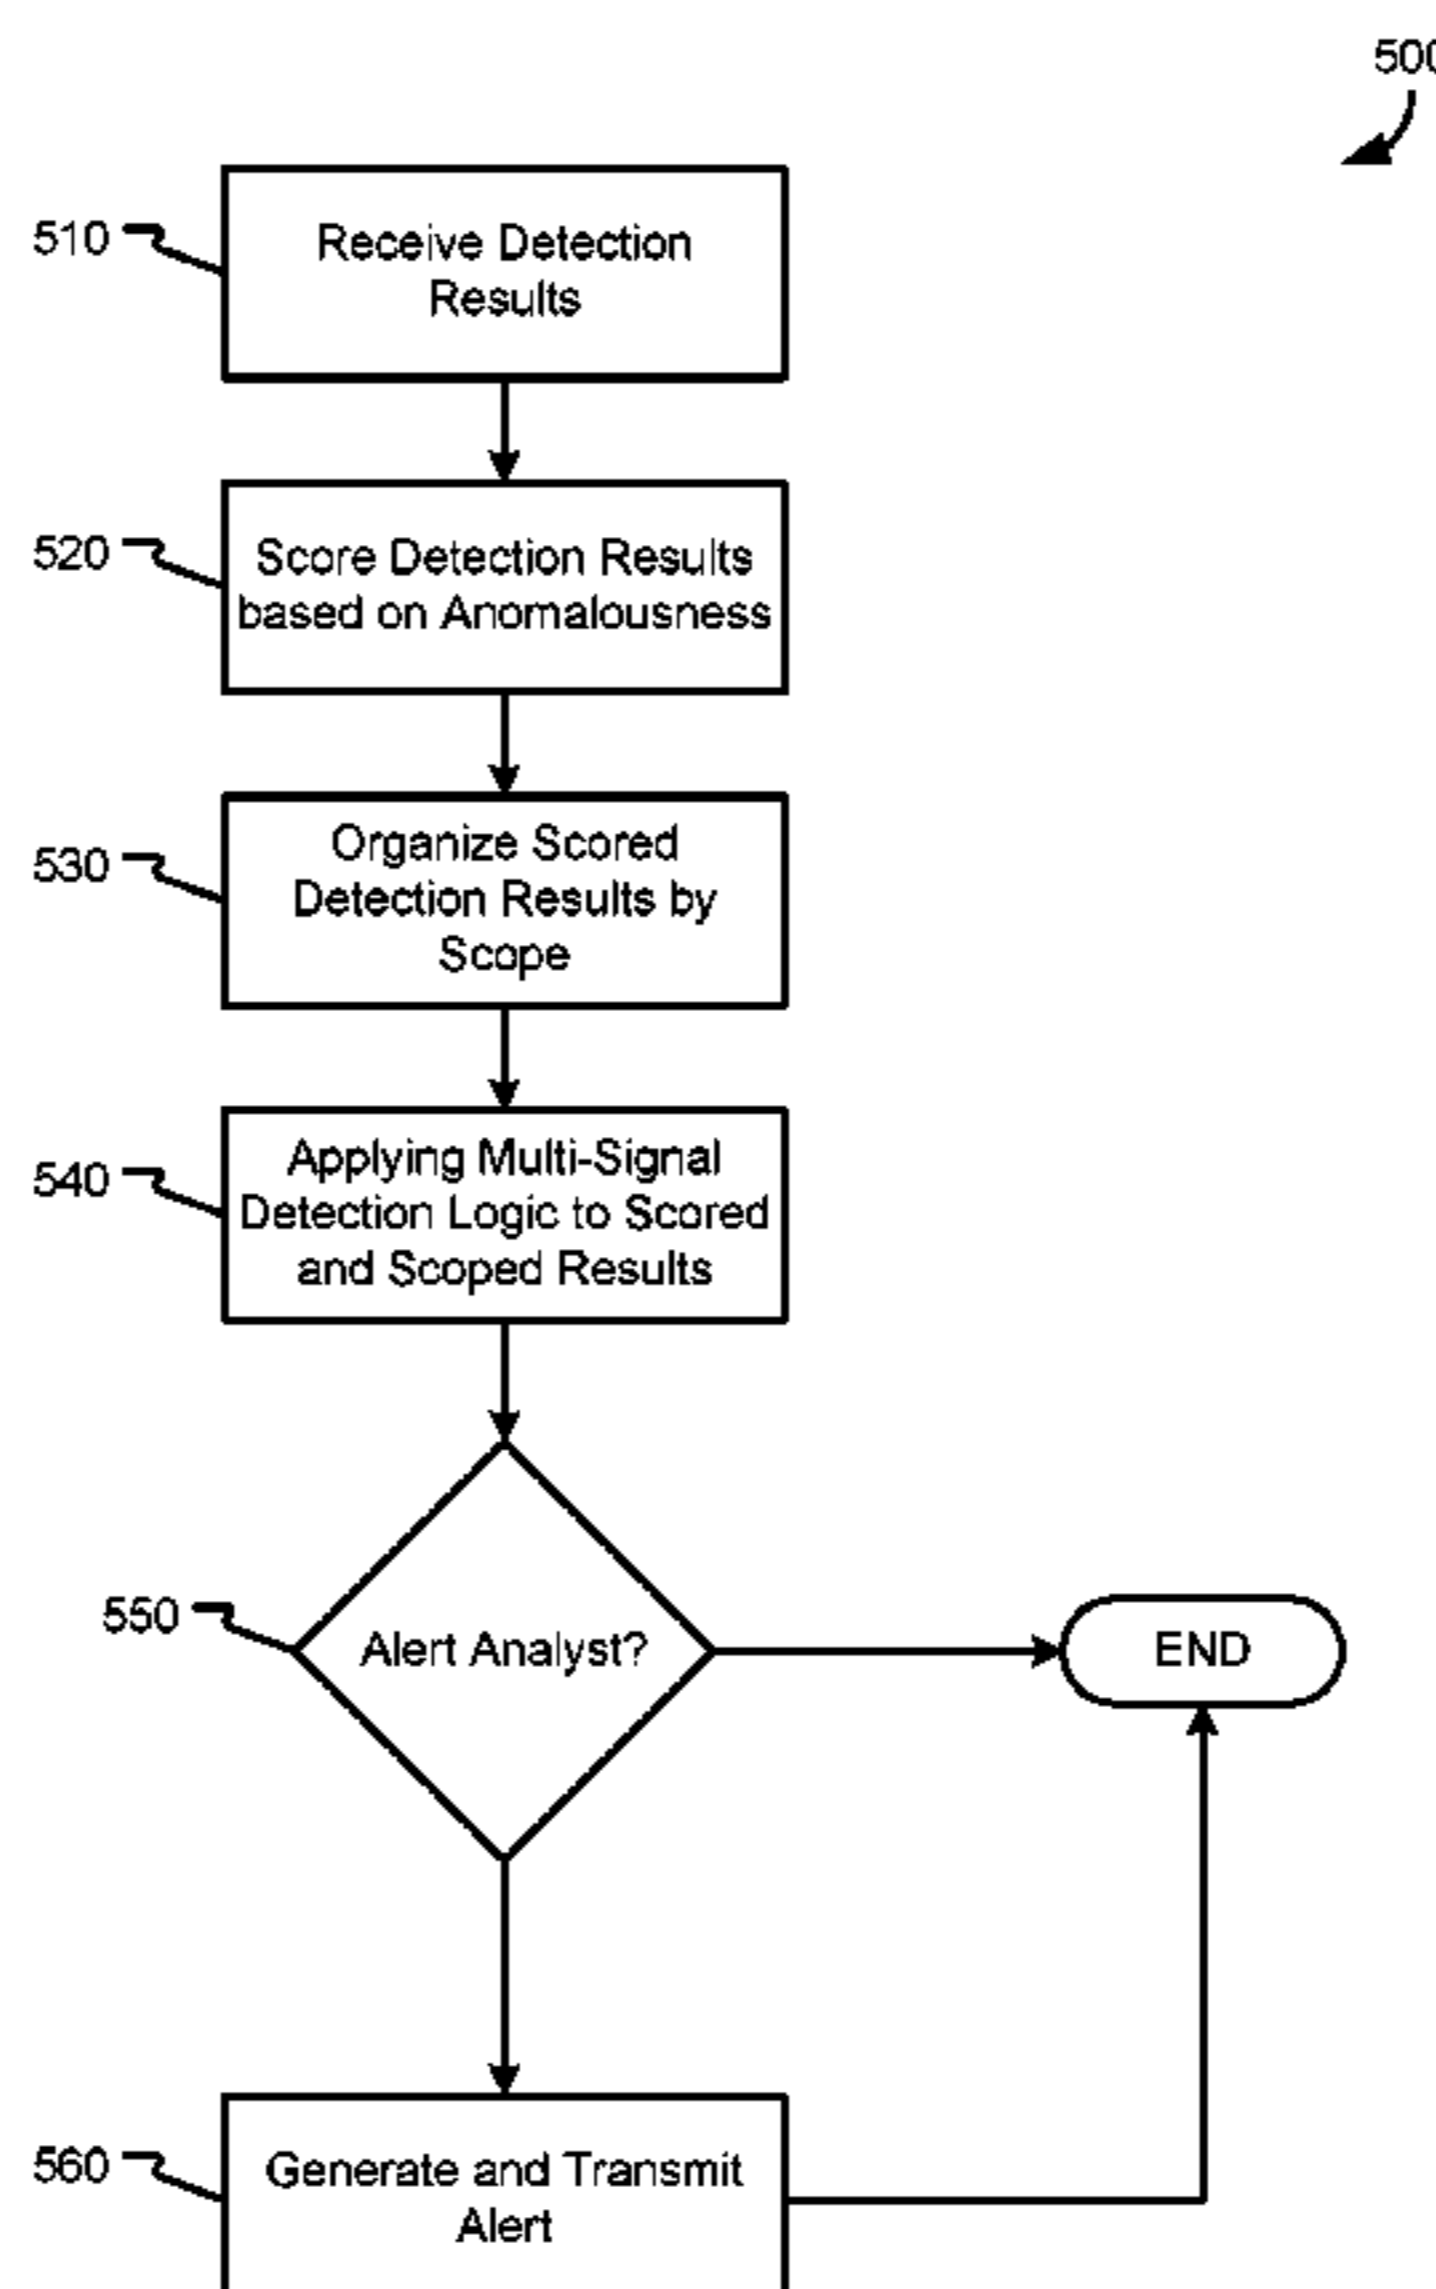 500
510
Receive Detection
Results
520
Score Detection Results
based on Anomalousness
530
Organize Scored
Detection Results by
Scope
540
Applying Multi-Signal
Detection Logic to Scored
and Scoped Results
550
Alert Analyst?
END
560
Generate and Transmit
Alert